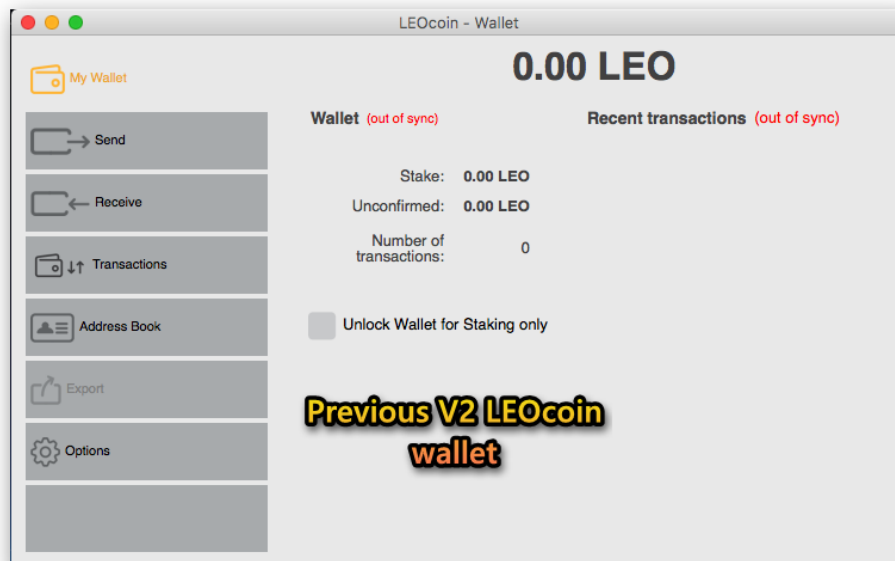 LEOcoin - Wallet
My Wallet
0.00 LEO
Wallet (out of sync)
Recent transactions (out of sync)
Send
Stake: 0.00 LEO
Receive
Unconfirmed: 0.00 LEO
Number of
transactions: 0
Transactions
Address Book
Unlock Wallet for Staking only
Export
Previous V2 LEOcoin
wallet
Options